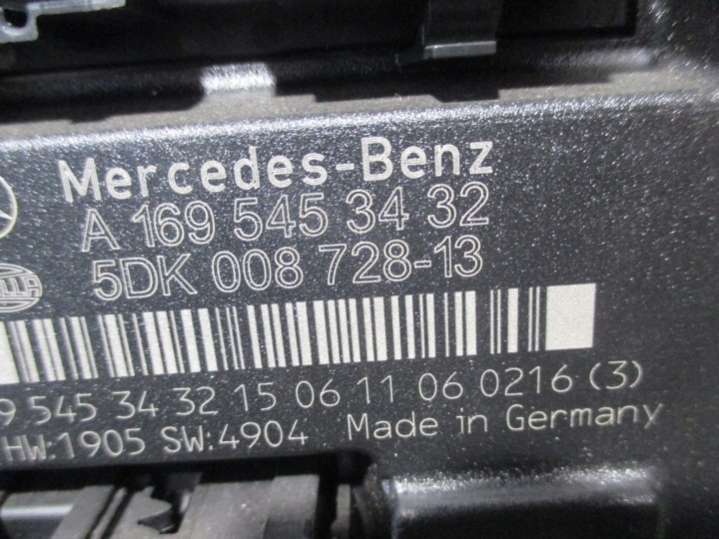 Mercedes-Benz
A 169 545 34 32
5DK 008 728-13
9 545 34 32 15 06 11 06 0216 (3)
HW:1905 SW:4904 Made in Germany